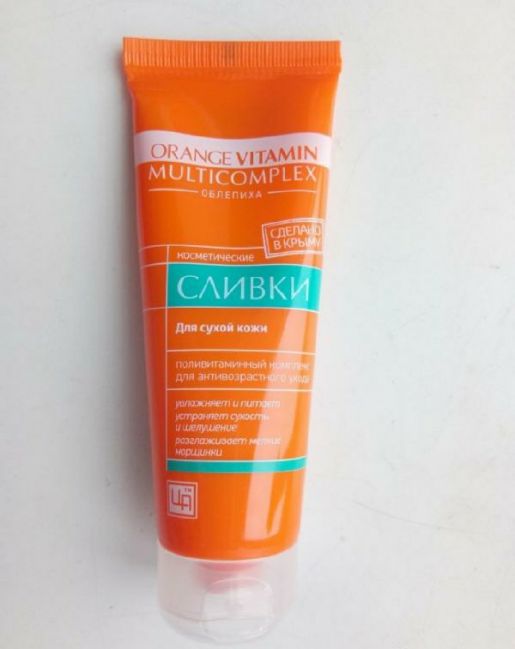 ORANGE VITAMIN
MULTICOMPLEX
ОБЛЕПИХА
СДЕЛАНО
В КРЫМУ
косметические
СЛИВКИ
Для сухой кожи
поливитаминный комплекс
для антивозрастного ухода
увлажняет и питает
устраняет сухость
и шелушение
разглаживает мелкие
морщинки